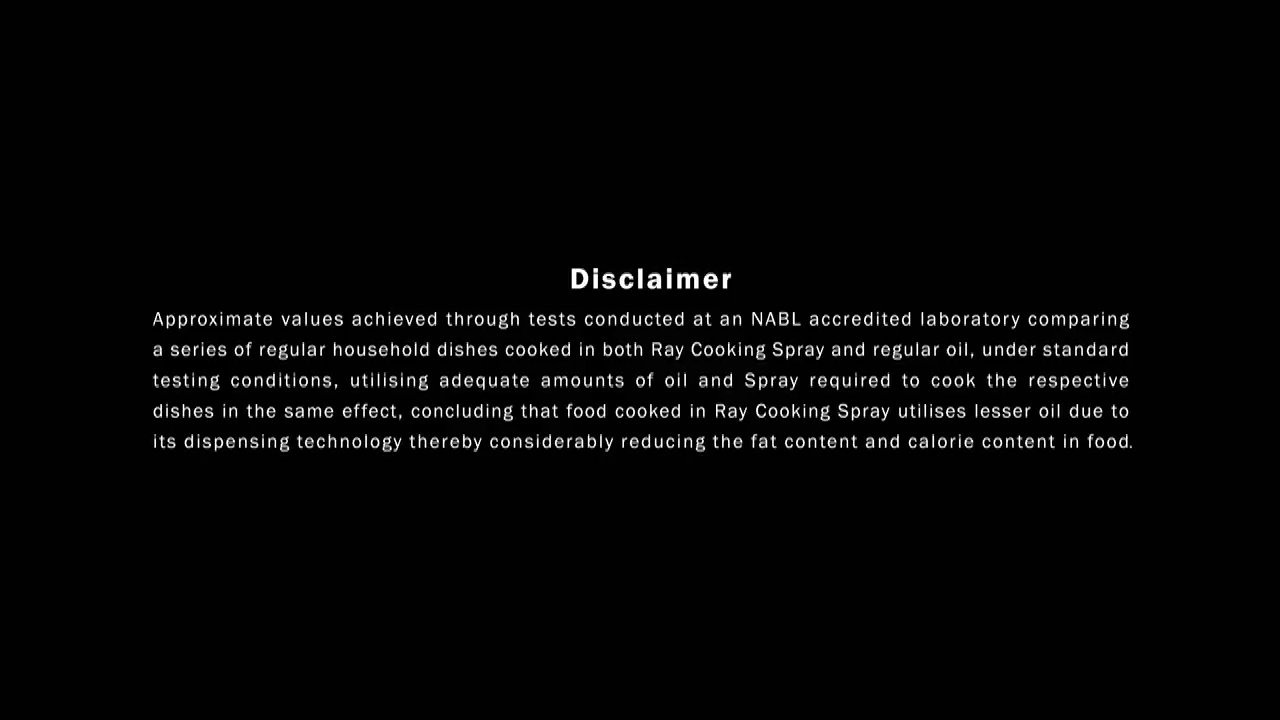 Disclaimer
Approximate values achieved through tests conducted at an NABL accredited laboratory comparing
a series of regular household dishes cooked in both Ray Cooking Spray and regular oil, under standard
testing conditions, utilising adequate amounts of oil and Spray required to cook the respective
dishes in the same effect, concluding that food cooked in Ray Cooking Spray utilises lesser oil due to
its dispensing technology thereby considerably reducing the fat content and calorie content in food.